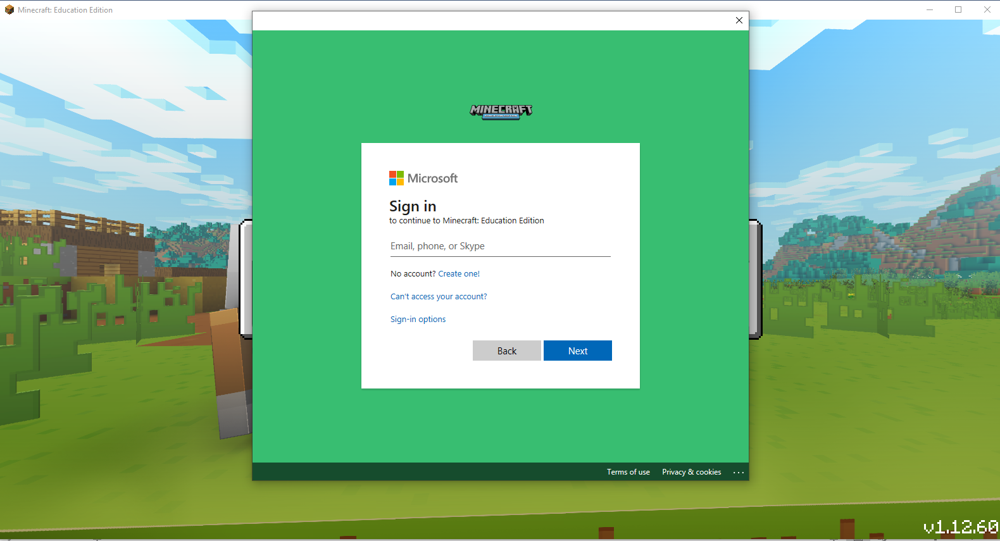 Minecraft: Education Edition
MINECRAFT
EDUCATION EDITION
Microsoft
Sign in
to continue to Minecraft: Education Edition
Email, phone, or Skype
No account? Create one!
Can't access your account?
Sign-in options
Back Next
Terms of use Privacy & cookies ...
v1.12.60